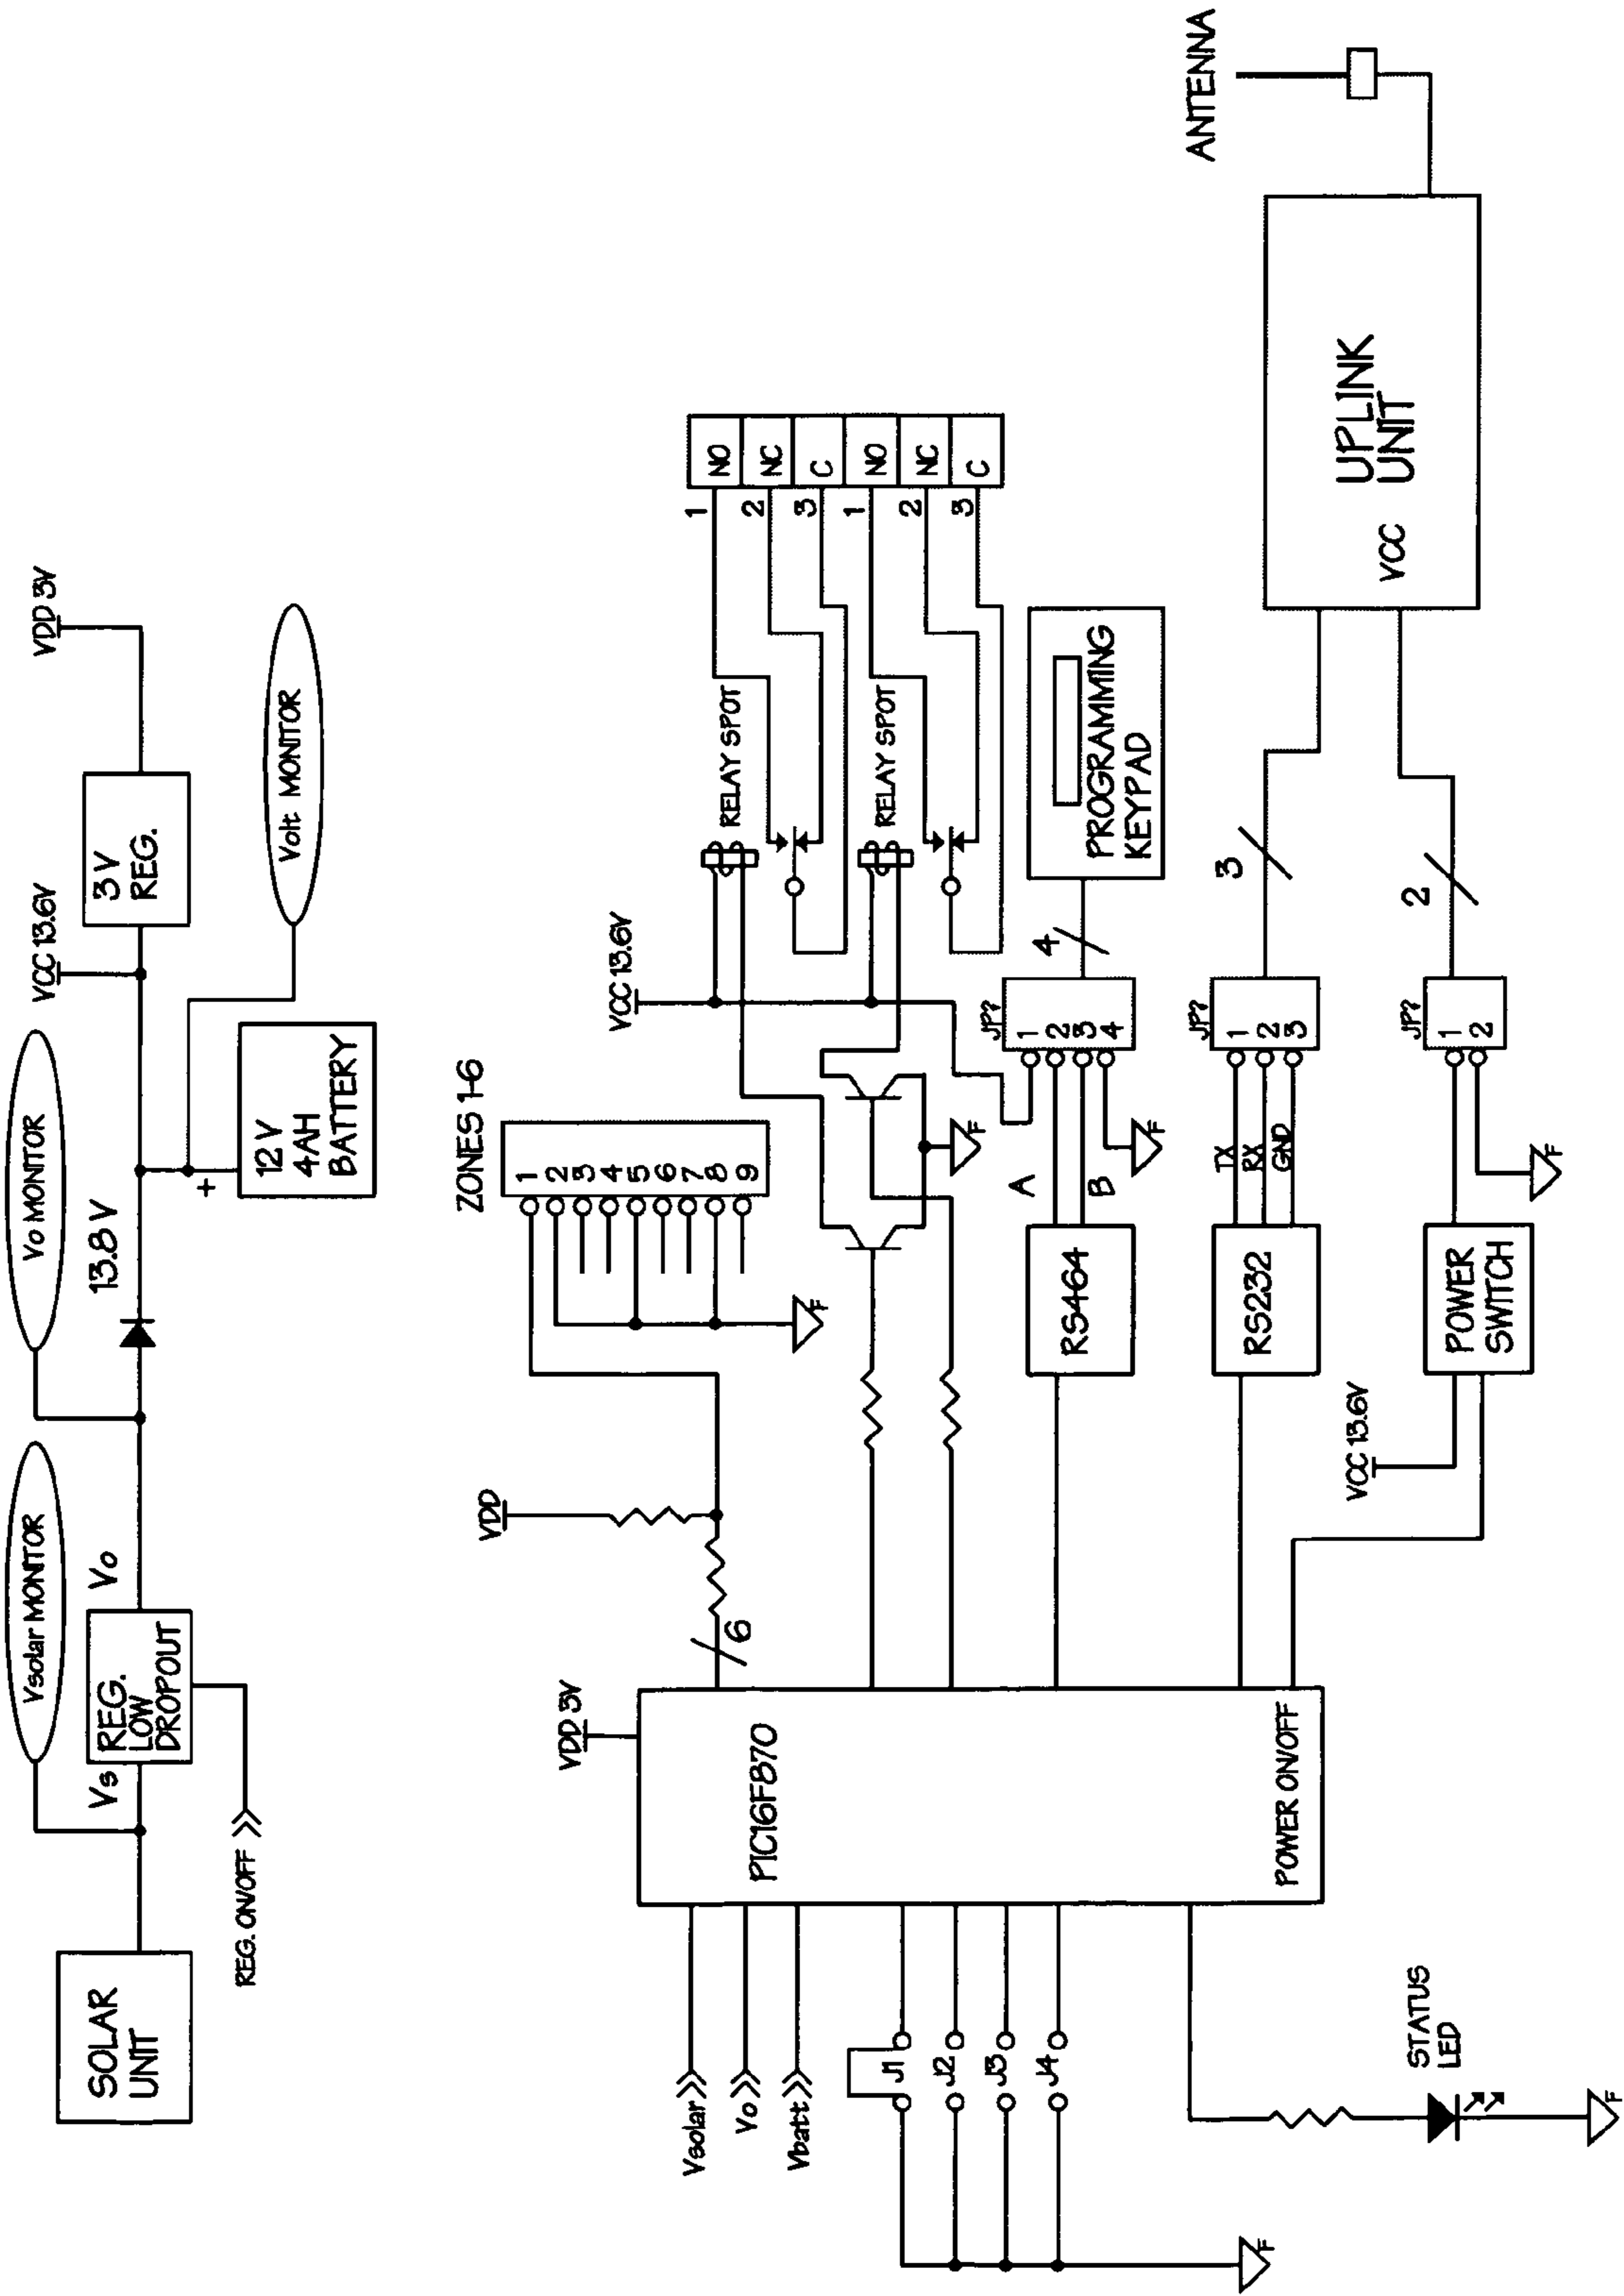 SOLAR
UNIT
Vsolar MONITOR
Vs
REG.
LOW
DROPOUT
REG. ON/OFF
Vo
Vo MONITOR
13.8 V
+
12 V
4AH
BATTERY
VCC 13.6V
3 V
REG.
VDD 3V
Volt MONITOR
Vsolar
Vo
Vbatt
J1
J2
J3
J4
F
STATUS
LED
F
VDD 3V
PIC16F870
POWER ON/OFF
6
VDD
ZONES 1-6
1
2
3
4
5
6
7
8
9
F
F
VCC 13.6V
RELAY SPOT
RELAY SPOT
1
2
3
1
2
3
NO
NC
C
NO
NC
C
RS464
A
B
F
JP?
1
2
3
4
4
PROGRAMMING
KEYPAD
RS232
TX
RX
GND
JP?
1
2
3
3
VCC 13.6V
POWER
SWITCH
F
JP?
1
2
2
VCC
UPLINK
UNIT
ANTENNA